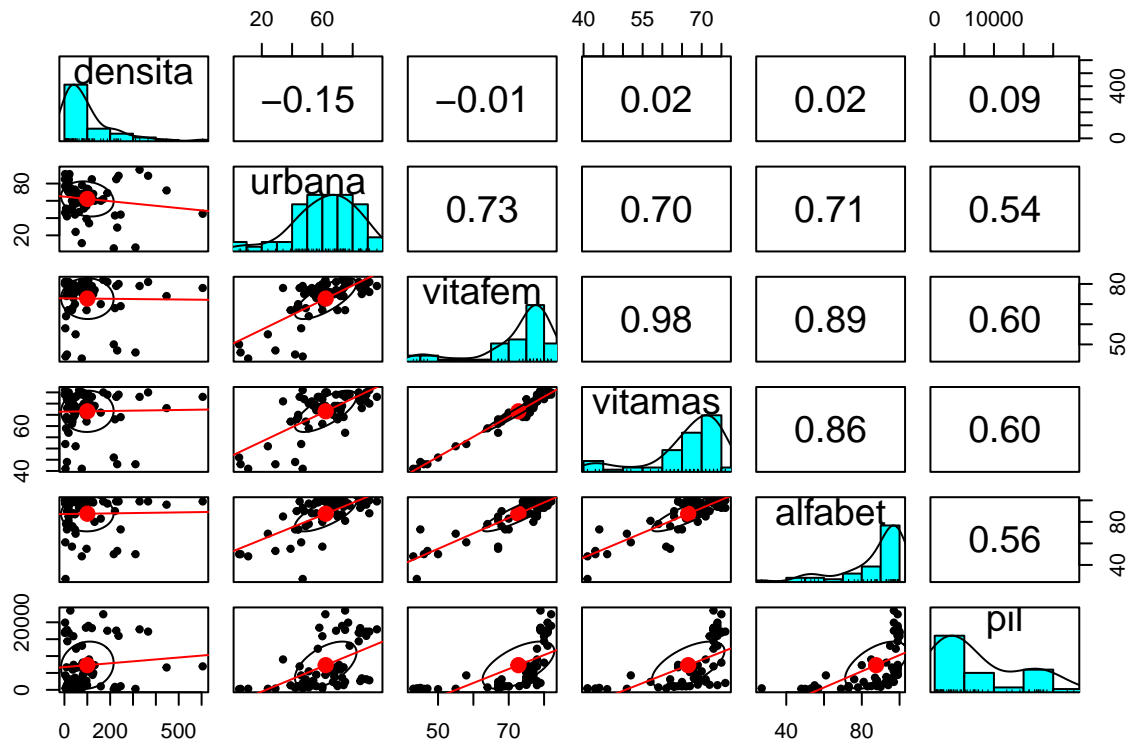 20 60 40 55 70 0 10000
densita −0.15 −0.01 0.02 0.02 0.09 0 400
20 80 urbana 0.73 0.70 0.71 0.54
vitafem 0.98 0.89 0.60 50 80
40 60 vitamas 0.86 0.60
alfabet 0.56 40 80
0 20000 pil
0 200 500 50 70 40 80